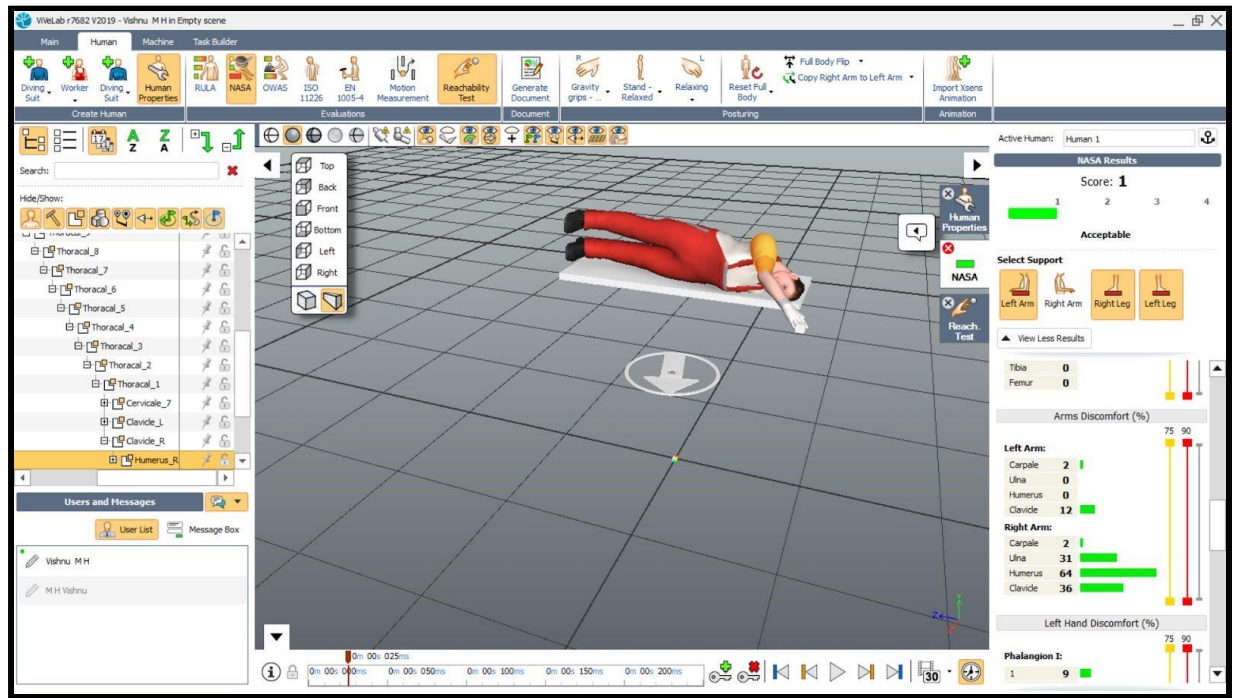 ViveLab r7682 V2019 - Vishnu M H in Empty scene
Main Human Machine Task Builder
Diving Suit
Worker
Diving Suit
Human Properties
RULA
NASA
OWAS
ISO 11226
EN 1005-4
Motion Measurement
Reachability Test
Generate Document
Gravity grips - ...
Stand - Relaxed
Relaxing
Reset Full Body
Full Body Flip
Copy Right Arm to Left Arm
Import Xsens Animation
Create Human
Evaluations
Document
Posturing
Animation
Search:
Hide/Show:
Thoracal_8
Thoracal_7
Thoracal_6
Thoracal_5
Thoracal_4
Thoracal_3
Thoracal_2
Thoracal_1
Cervicale_7
Clavicle_L
Clavicle_R
Humerus_R
Users and Messages
User List
Message Box
Vishnu M H
M H Vishnu
Top
Back
Front
Bottom
Left
Right
Human Properties
NASA
Reach. Test
0m 00s 025ms
0m 00s 000ms 0m 00s 050ms 0m 00s 100ms 0m 00s 150ms 0m 00s 200ms
30
Active Human: Human 1
NASA Results
Score: 1
1 2 3 4
Acceptable
Select Support
Left Arm Right Arm Right Leg Left Leg
View Less Results
Tibia 0
Femur 0
Arms Discomfort (%)
75 90
Left Arm:
Carpale 2
Ulna 0
Humerus 0
Clavicle 12
Right Arm:
Carpale 2
Ulna 31
Humerus 64
Clavicle 36
Left Hand Discomfort (%)
75 90
Phalangion I:
1 9